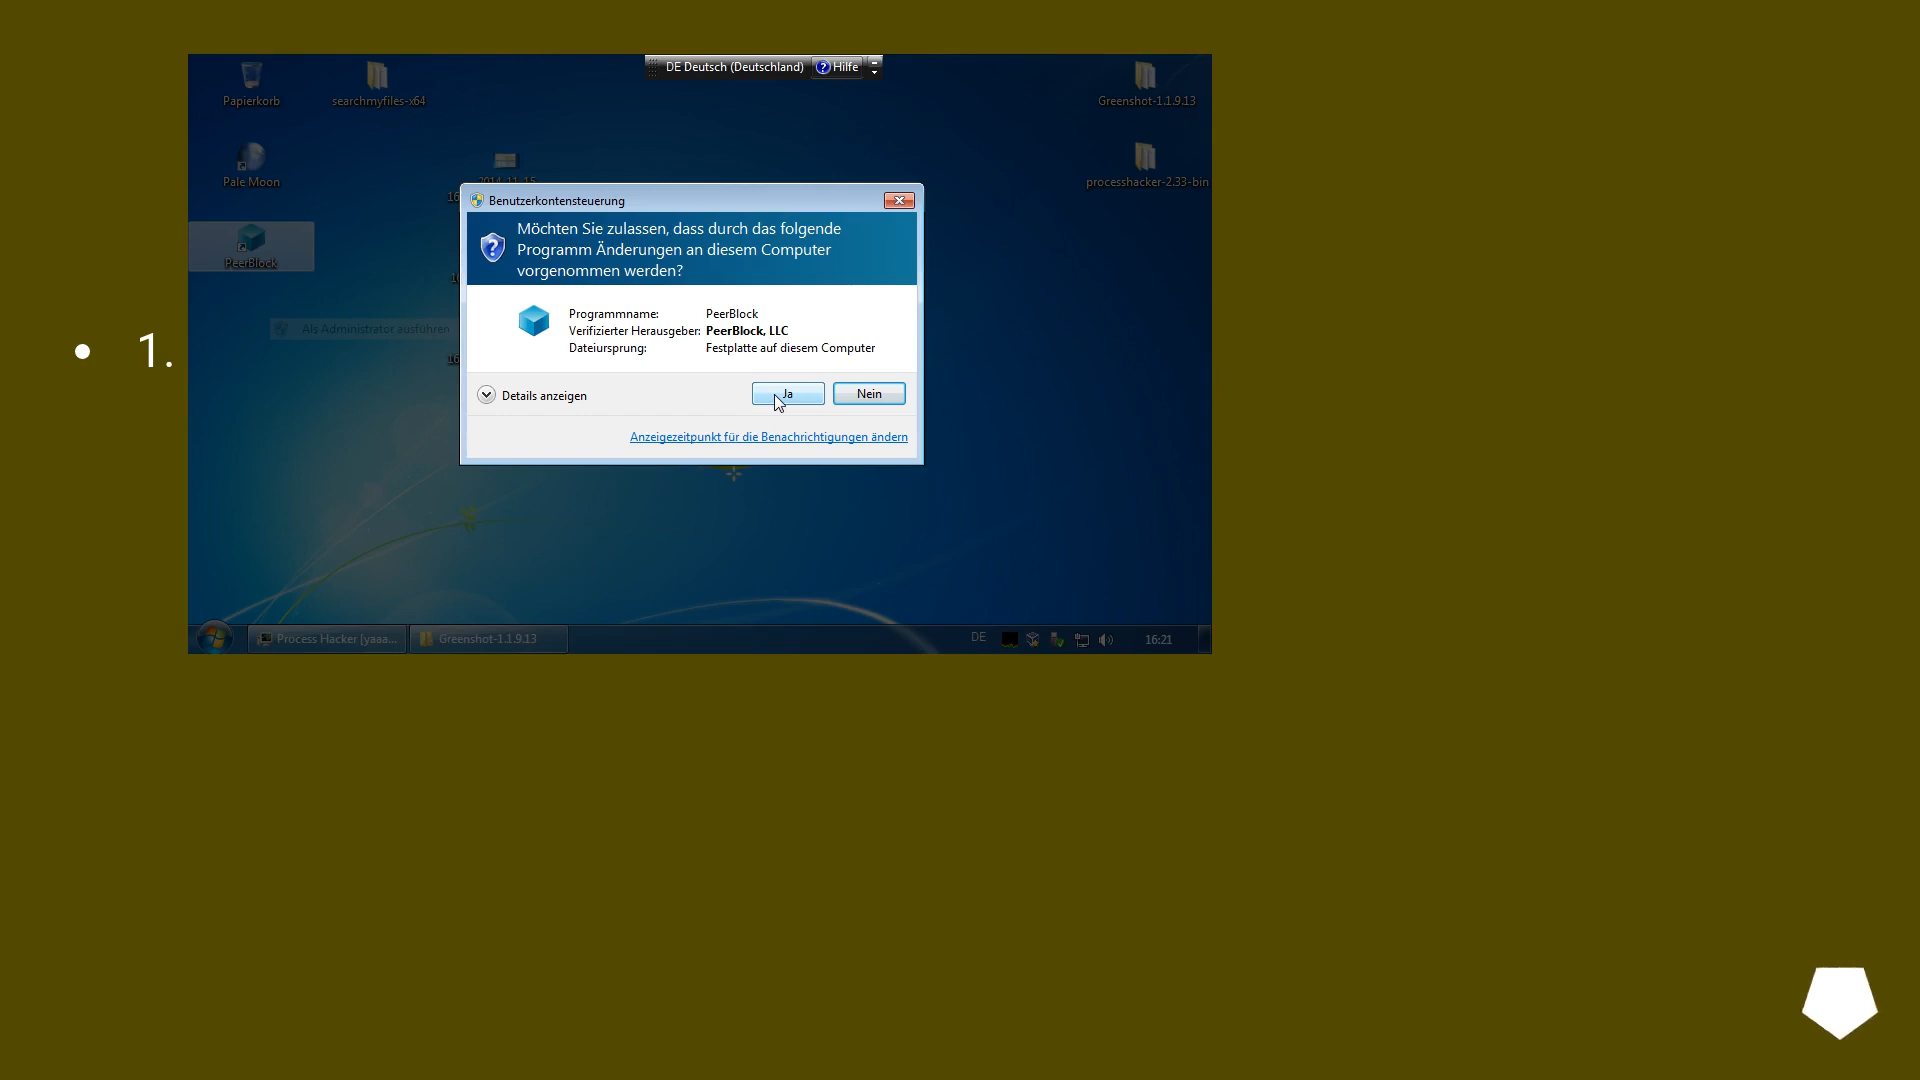 DE Deutsch (Deutschland) Hilfe
Papierkorb
searchmyfiles-x64
Greenshot-1.1.9.13
Pale Moon
2014-11-15
processhacker-2.33-bin
PeerBlock
Als Administrator ausführen
• 1.
Benutzerkontensteuerung
Möchten Sie zulassen, dass durch das folgende
Programm Änderungen an diesem Computer
vorgenommen werden?
Programmname: PeerBlock
Verifizierter Herausgeber: PeerBlock, LLC
Dateiursprung: Festplatte auf diesem Computer
Details anzeigen
Ja
Nein
Anzeigezeitpunkt für die Benachrichtigungen ändern
Process Hacker [yaaa...
Greenshot-1.1.9.13
DE
16:21